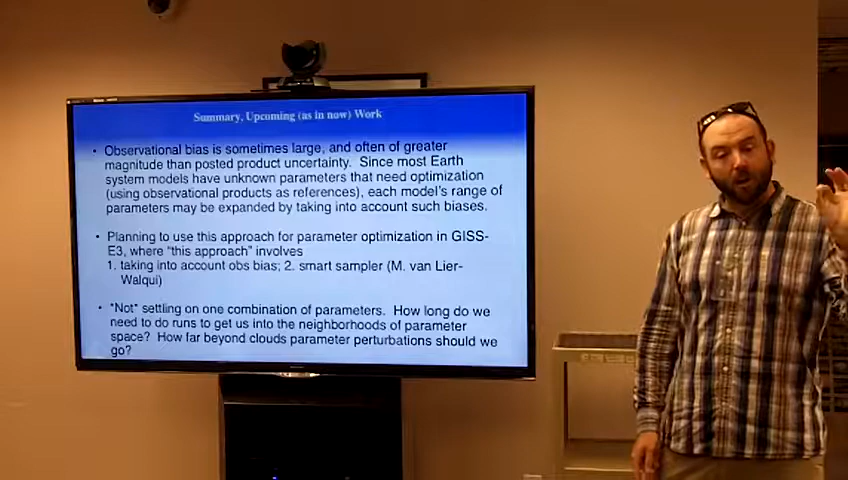 Summary, Upcoming (as in now) Work
• Observational bias is sometimes large, and often of greater
magnitude than posted product uncertainty. Since most Earth
system models have unknown parameters that need optimization
(using observational products as references), each model's range of
parameters may be expanded by taking into account such biases.
• Planning to use this approach for parameter optimization in GISS-
E3, where "this approach" involves
1. taking into account obs bias; 2. smart sampler (M. van Lier-
Walqui)
• *Not* settling on one combination of parameters. How long do we
need to do runs to get us into the neighborhoods of parameter
space? How far beyond clouds parameter perturbations should we
go?